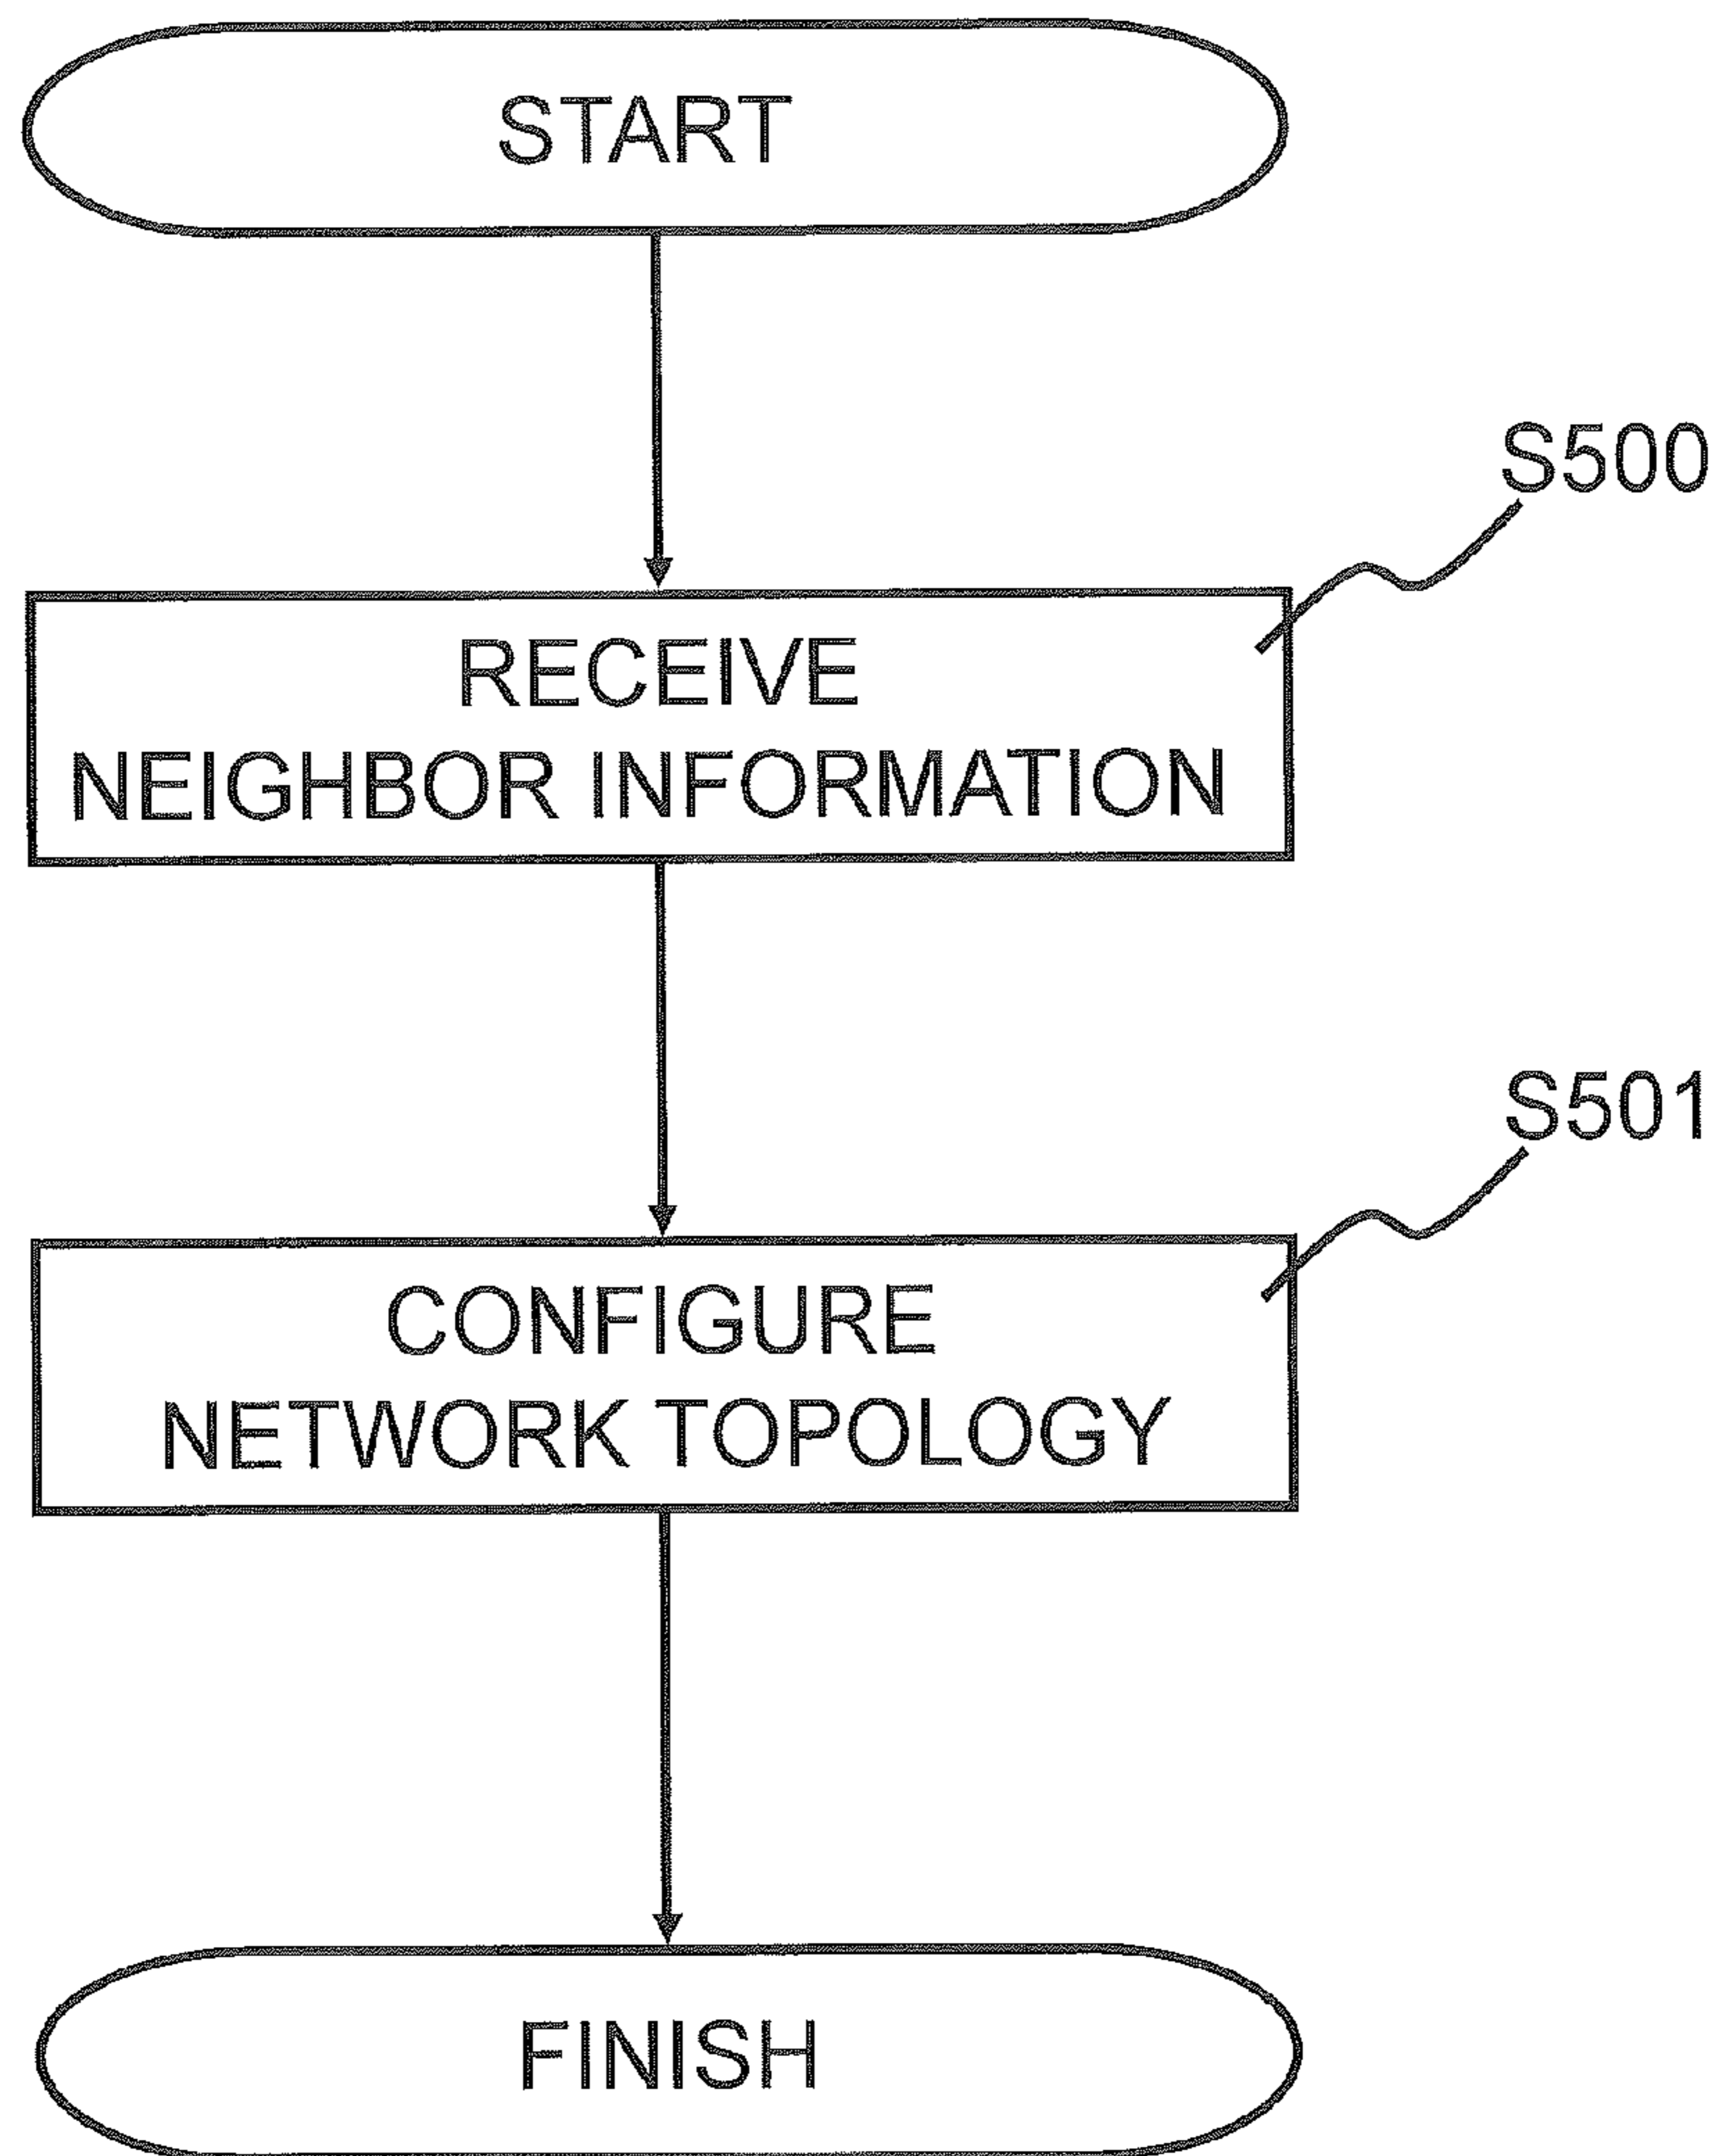 START
S500
RECEIVE
NEIGHBOR INFORMATION
S501
CONFIGURE
NETWORK TOPOLOGY
FINISH